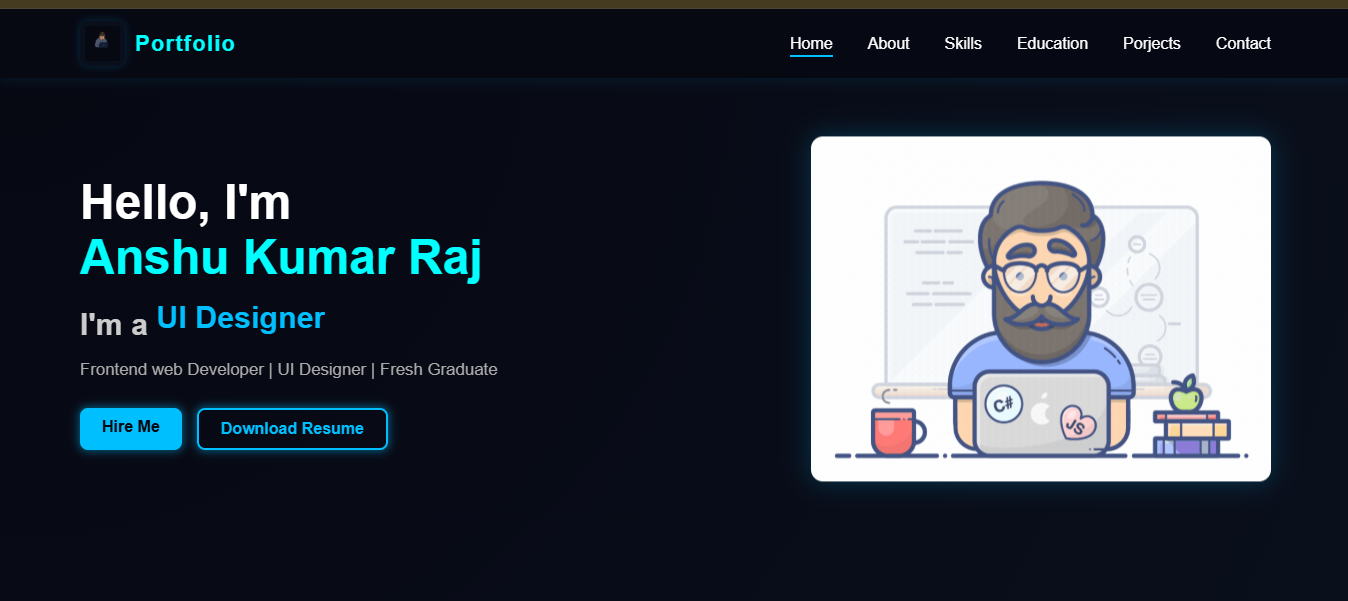 Portfolio
Home About Skills Education Porjects Contact
Hello, I'm
Anshu Kumar Raj
I'm a UI Designer
Frontend web Developer | UI Designer | Fresh Graduate
Hire Me Download Resume
C#
JS